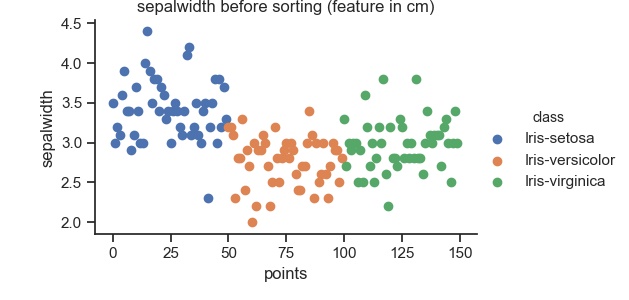 sepalwidth before sorting (feature in cm)
4.5
4.0
3.5
3.0
2.5
2.0
sepalwidth
0
25
50
75
100
125
150
points
class
Iris-setosa
Iris-versicolor
Iris-virginica